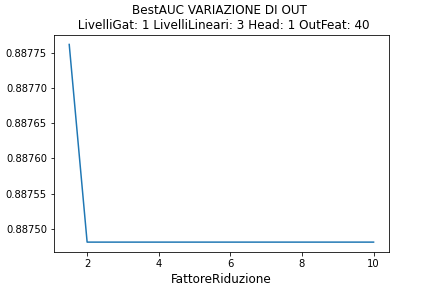 BestAUC VARIAZIONE DI OUT
LivelliGat: 1 LivelliLineari: 3 Head: 1 OutFeat: 40
0.88775
0.88770
0.88765
0.88760
0.88755
0.88750
2 4 6 8 10
FattoreRiduzione